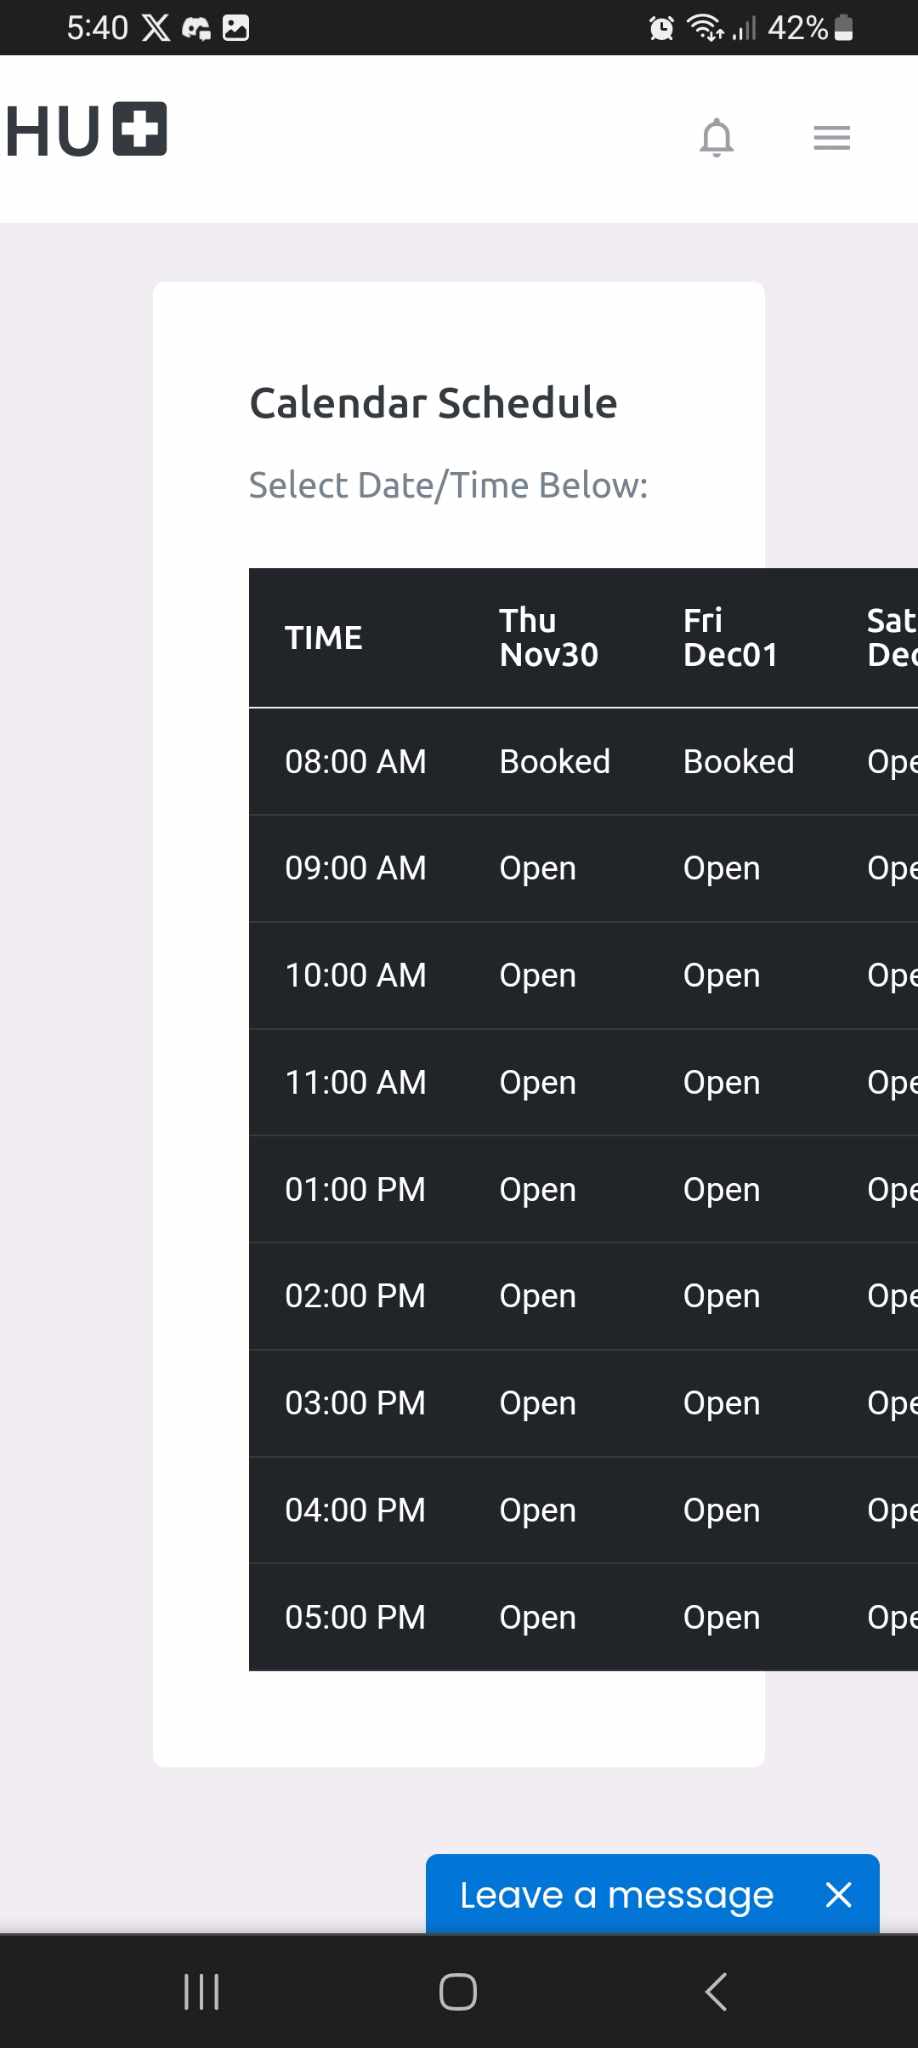 5:40 42%
HU
Calendar Schedule
Select Date/Time Below:
TIME Thu Nov30 Fri Dec01 Sat Dec
08:00 AM Booked Booked Ope
09:00 AM Open Open Ope
10:00 AM Open Open Ope
11:00 AM Open Open Ope
01:00 PM Open Open Ope
02:00 PM Open Open Ope
03:00 PM Open Open Ope
04:00 PM Open Open Ope
05:00 PM Open Open Ope
Leave a message